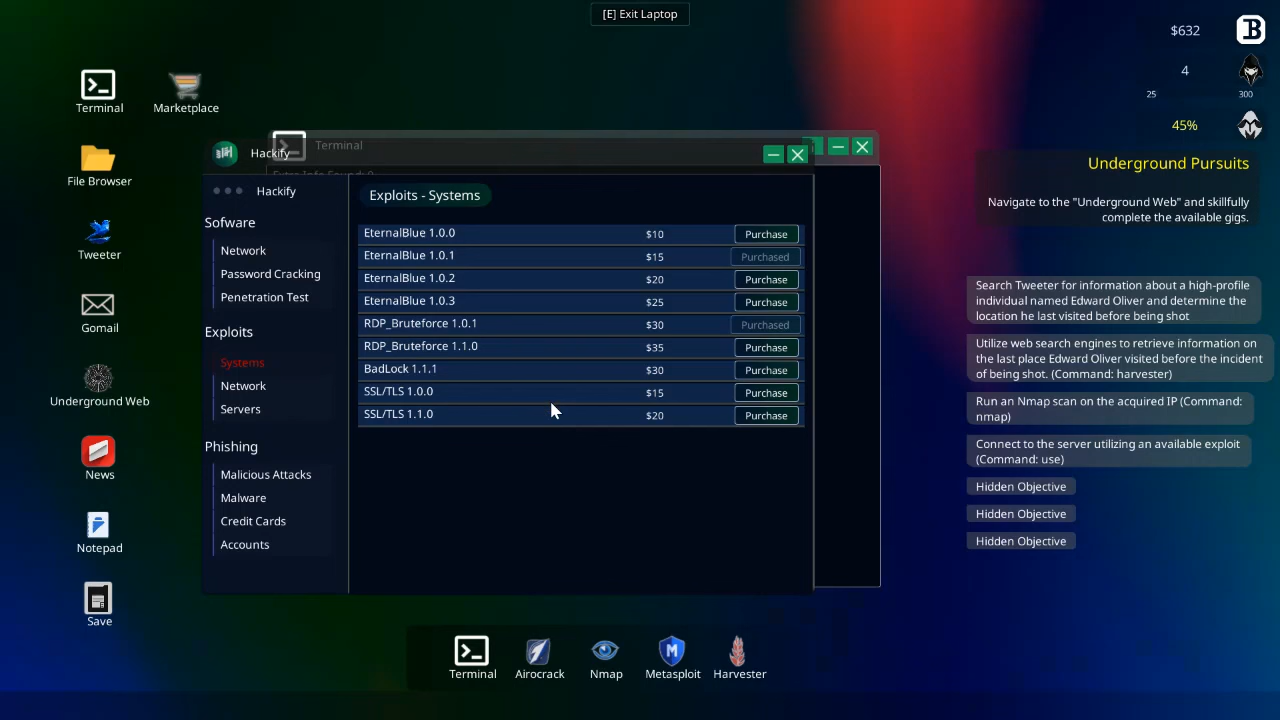 [E] Exit Laptop
$632
B
4
25
300
45%
Terminal
Marketplace
File Browser
Tweeter
Gomail
Underground Web
News
Notepad
Save
Terminal
Hackify
Hackify
Sofware
Network
Password Cracking
Penetration Test
Exploits
Systems
Network
Servers
Phishing
Malicious Attacks
Malware
Credit Cards
Accounts
Exploits - Systems
EternalBlue 1.0.0 $10 Purchase
EternalBlue 1.0.1 $15 Purchased
EternalBlue 1.0.2 $20 Purchase
EternalBlue 1.0.3 $25 Purchase
RDP_Bruteforce 1.0.1 $30 Purchased
RDP_Bruteforce 1.1.0 $35 Purchase
BadLock 1.1.1 $30 Purchase
SSL/TLS 1.0.0 $15 Purchase
SSL/TLS 1.1.0 $20 Purchase
Underground Pursuits
Navigate to the "Underground Web" and skillfully
complete the available gigs.
Search Tweeter for information about a high-profile
individual named Edward Oliver and determine the
location he last visited before being shot
Utilize web search engines to retrieve information on
the last place Edward Oliver visited before the incident
of being shot. (Command: harvester)
Run an Nmap scan on the acquired IP (Command:
nmap)
Connect to the server utilizing an available exploit
(Command: use)
Hidden Objective
Hidden Objective
Hidden Objective
Terminal
Airocrack
Nmap
M
Metasploit
Harvester